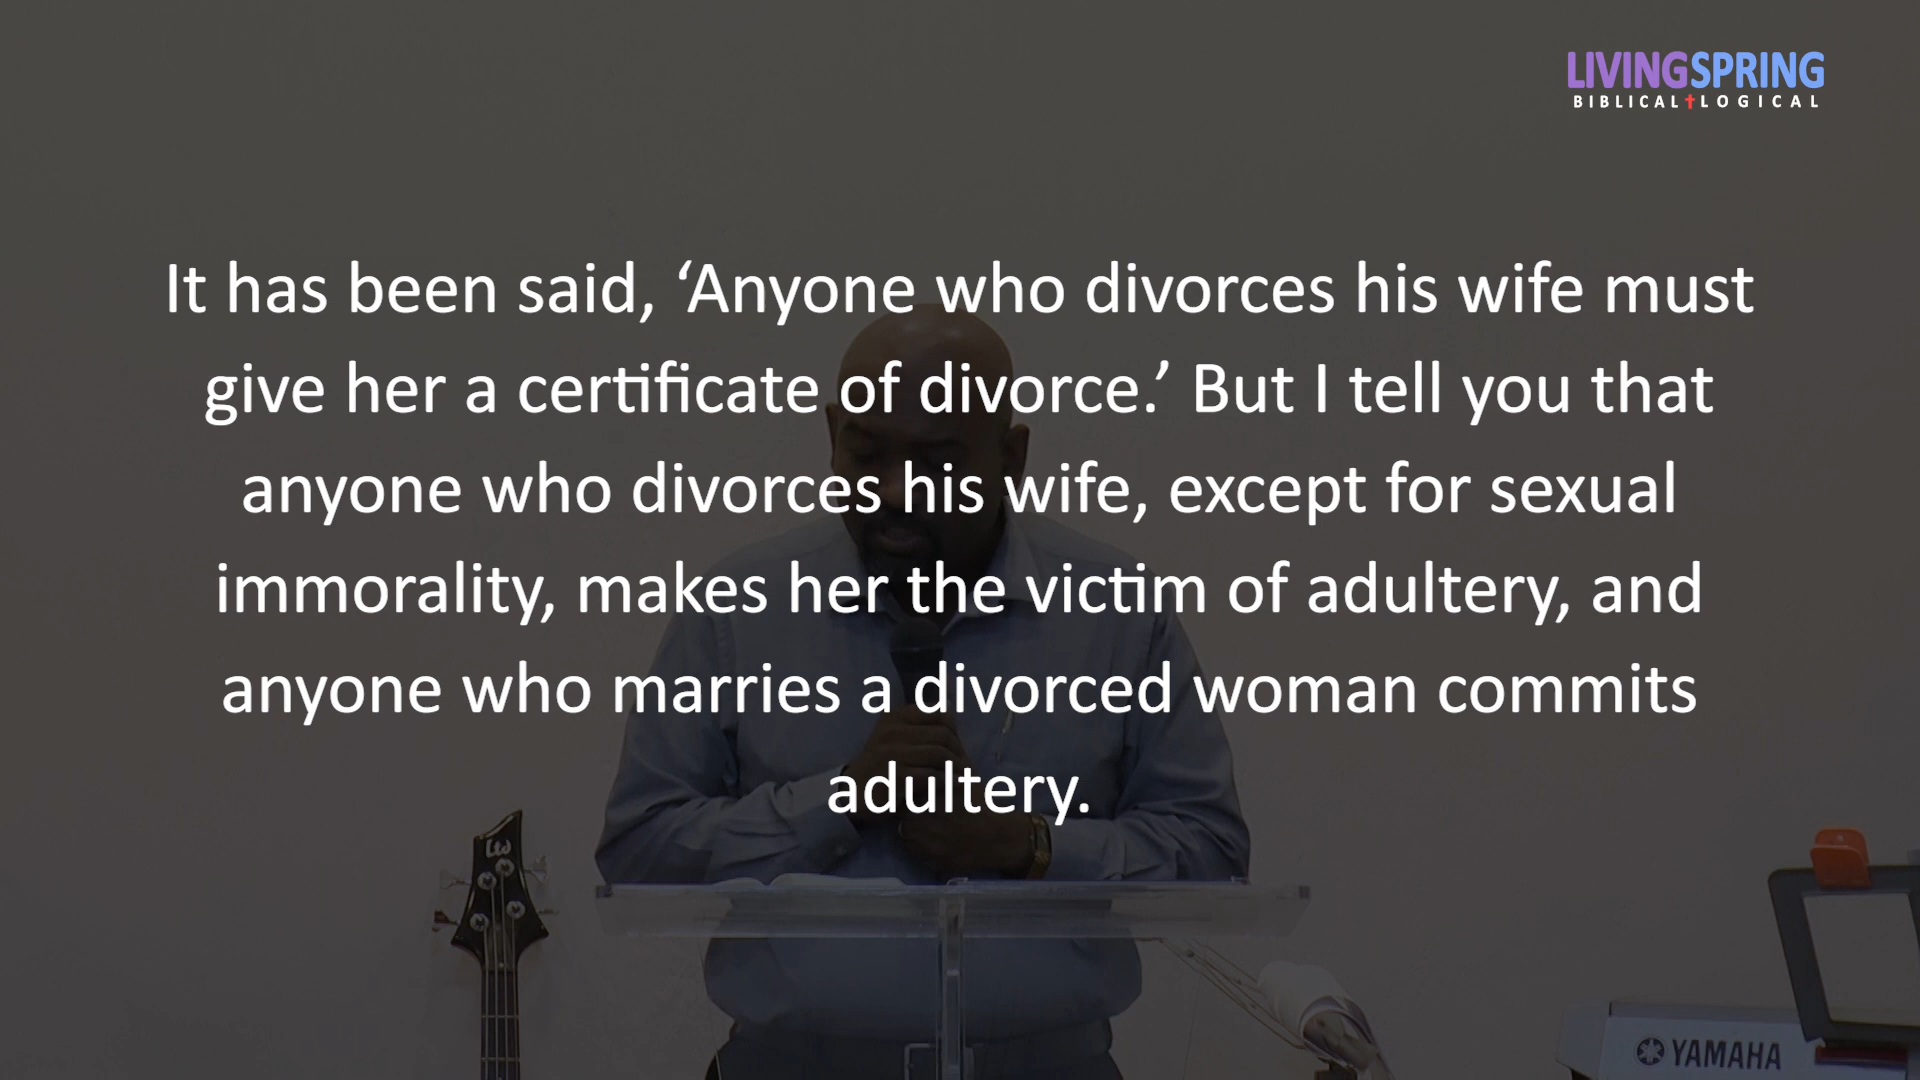 LIVINGSPRING
BIBLICAL✝LOGICAL
It has been said, ‘Anyone who divorces his wife must
give her a certificate of divorce.’ But I tell you that
anyone who divorces his wife, except for sexual
immorality, makes her the victim of adultery, and
anyone who marries a divorced woman commits
adultery.
YAMAHA